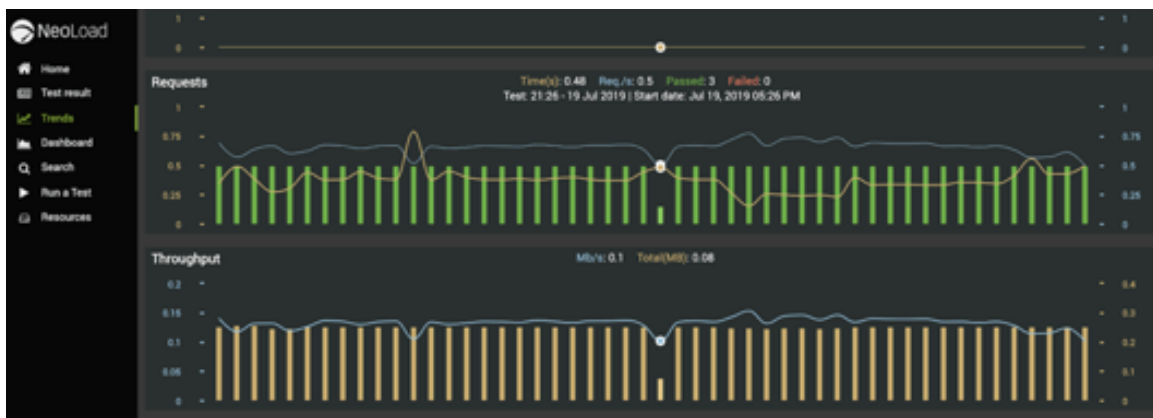 NeoLoad
Home
Test result
Trends
Dashboard
Search
Run a Test
Resources
1 1
0 0
Requests
Time(s): 0.48 Req./s: 0.5 Passed: 3 Failed: 0
Test: 21:26 - 19 Jul 2019 | Start date: Jul 19, 2019 05:26 PM
1 1
0.75 0.75
0.5 0.5
0.25 0.25
0 0
Throughput
Mb/s: 0.1 Total(MB): 0.08
0.2 0.4
0.15 0.3
0.1 0.2
0.05 0.1
0 0